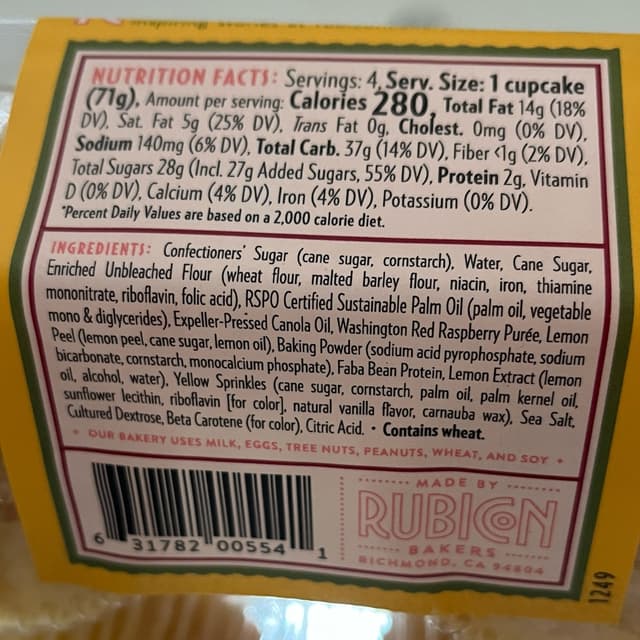 NUTRITION FACTS: Servings: 4, Serv. Size: 1 cupcake
(71g), Amount per serving: Calories 280, Total Fat 14g (18%
DV), Sat. Fat 5g (25% DV), Trans Fat 0g, Cholest. 0mg (0% DV),
Sodium 140mg (6% DV), Total Carb. 37g (14% DV), Fiber <1g (2% DV),
Total Sugars 28g (Incl. 27g Added Sugars, 55% DV), Protein 2g, Vitamin
D (0% DV), Calcium (4% DV), Iron (4% DV), Potassium (0% DV).
*Percent Daily Values are based on a 2,000 calorie diet.
INGREDIENTS: Confectioners' Sugar (cane sugar, cornstarch), Water, Cane Sugar,
Enriched Unbleached Flour (wheat flour, malted barley flour, niacin, iron, thiamine
mononitrate, riboflavin, folic acid), RSPO Certified Sustainable Palm Oil (palm oil, vegetable
mono & diglycerides), Expeller-Pressed Canola Oil, Washington Red Raspberry Purée, Lemon
Peel (lemon peel, cane sugar, lemon oil), Baking Powder (sodium acid pyrophosphate, sodium
bicarbonate, cornstarch, monocalcium phosphate), Faba Bean Protein, Lemon Extract (lemon
oil, alcohol, water), Yellow Sprinkles (cane sugar, cornstarch, palm oil, palm kernel oil,
sunflower lecithin, riboflavin [for color], natural vanilla flavor, carnauba wax), Sea Salt,
Cultured Dextrose, Beta Carotene (for color), Citric Acid. • Contains wheat.
+ OUR BAKERY USES MILK, EGGS, TREE NUTS, PEANUTS, WHEAT, AND SOY +
6 31782 00554 1
MADE BY
RUBICON
BAKERS
RICHMOND, CA 94804
1249